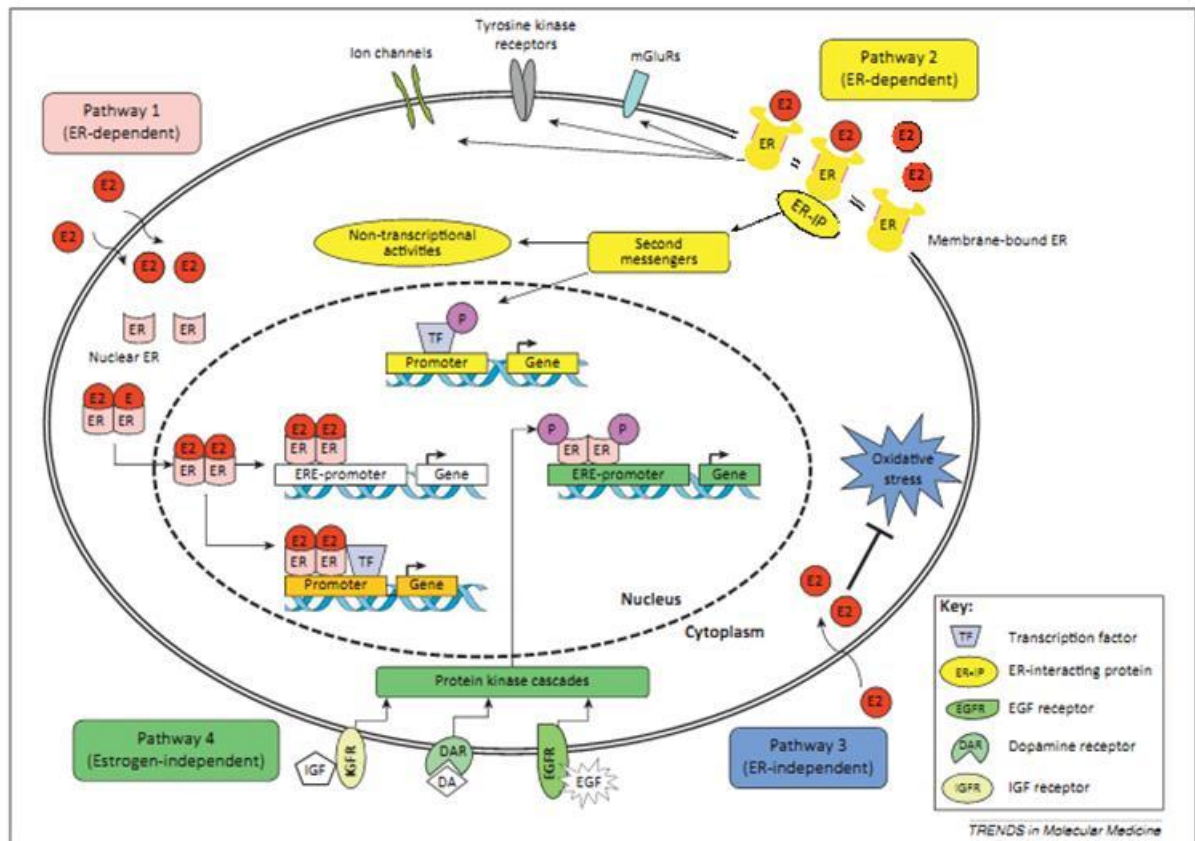 Tyrosine kinase
receptors
Ion channels
mGluRs
Pathway 2
(ER-dependent)
Pathway 1
(ER-dependent)
E2
E2
E2
E2
ER
ER
ER
ER-IP
Membrane-bound ER
E2
E2
E2
E2
Non-transcriptional
activities
Second
messengers
ER
ER
Nuclear ER
P
TF
Promoter
Gene
E2
E
ER
ER
E2
E2
ER
ER
E2
E2
ER
ER
ERE-promoter
Gene
P
P
ER
ER
ERE-promoter
Gene
Oxidative
stress
E2
E2
ER
ER
TF
Promoter
Gene
Nucleus
Cytoplasm
E2
E2
E2
Protein kinase cascades
Pathway 4
(Estrogen-independent)
IGF
IGFR
DAR
DA
EGFR
EGF
Pathway 3
(ER-independent)
Key:
TF
Transcription factor
ER-IP
ER-interacting protein
EGFR
EGF receptor
DAR
Dopamine receptor
IGFR
IGF receptor
TRENDS in Molecular Medicine